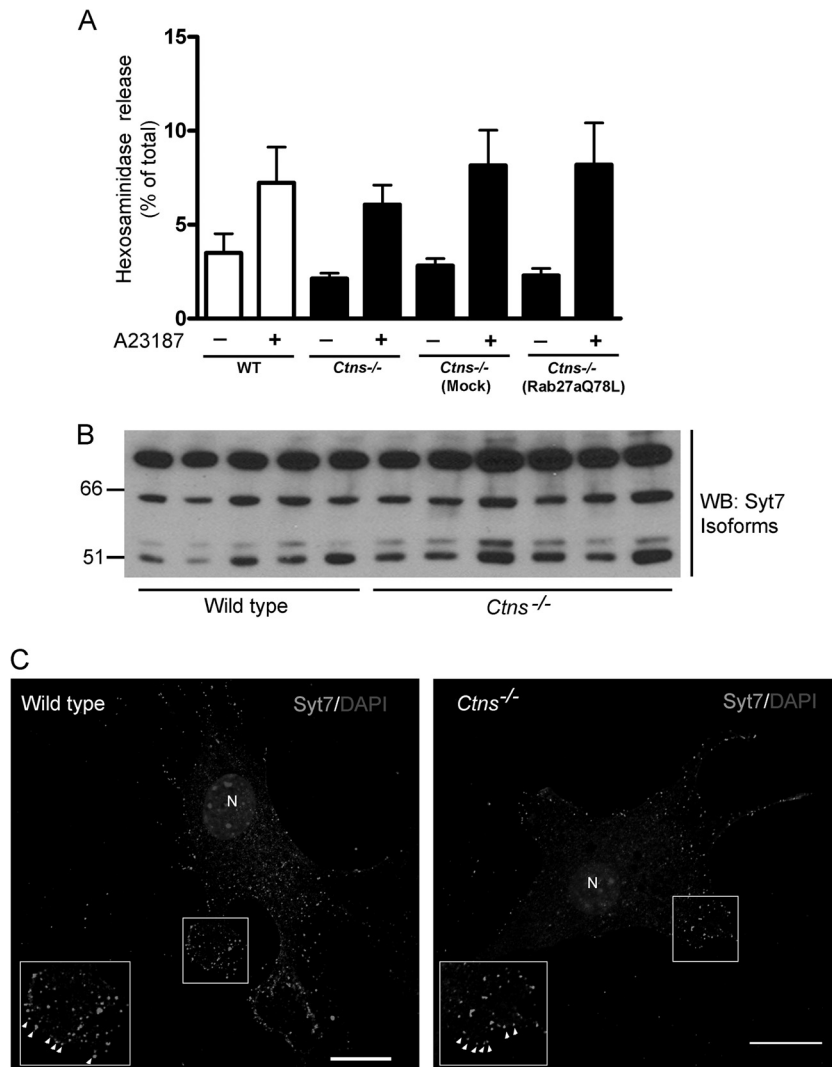 A
15
10
5
0
Hexosaminidase release
(% of total)
A23187 – + – + – + – +
WT Ctns-/- Ctns-/- Ctns-/-
(Mock) (Rab27aQ78L)
B
66
51
WB: Syt7
Isoforms
Wild type Ctns-/-
C
Wild type Syt7/DAPI
N
Ctns-/- Syt7/DAPI
N